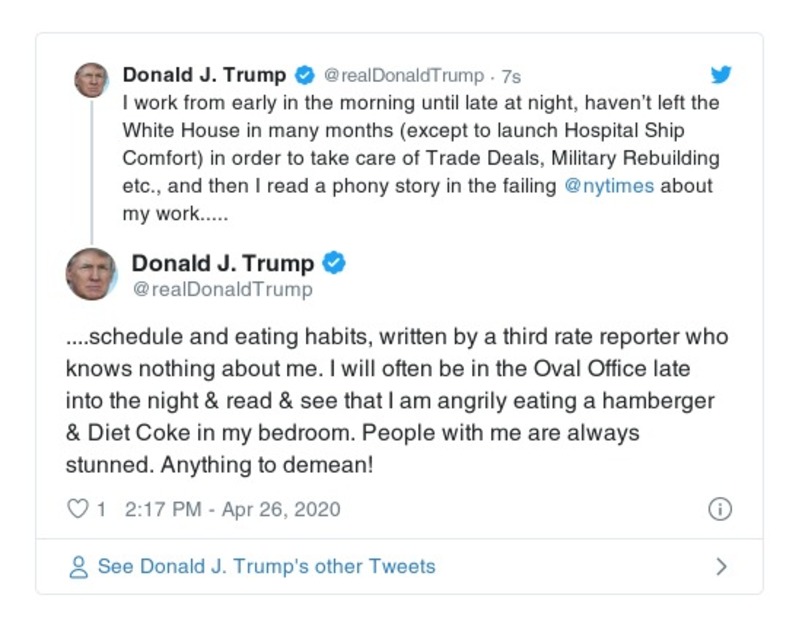 Donald J. Trump @realDonaldTrump · 7s
I work from early in the morning until late at night, haven't left the
White House in many months (except to launch Hospital Ship
Comfort) in order to take care of Trade Deals, Military Rebuilding
etc., and then I read a phony story in the failing @nytimes about
my work.....
Donald J. Trump
@realDonaldTrump
....schedule and eating habits, written by a third rate reporter who
knows nothing about me. I will often be in the Oval Office late
into the night & read & see that I am angrily eating a hamberger
& Diet Coke in my bedroom. People with me are always
stunned. Anything to demean!
1 2:17 PM - Apr 26, 2020
See Donald J. Trump's other Tweets